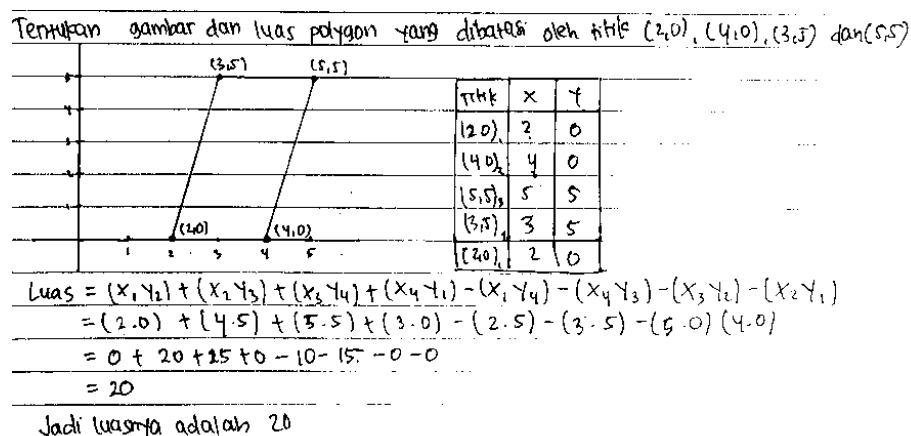 Tentukan gambar dan luas polygon yang dibatasi oleh titik (2,0), (4,0), (3,5) dan (5,5)
(3,5) (5,5)
5
4
3
2
1
(2,0) (4,0)
1 2 3 4 5
Titik X Y
(2 0)₁ 2 0
(4 0)₂ 4 0
(5,5)₃ 5 5
(3,5)₄ 3 5
(2,0)₁ 2 0
Luas = (X₁ Y₂) + (X₂ Y₃) + (X₃ Y₄) + (X₄ Y₁) - (X₁ Y₄) - (X₄ Y₃) - (X₃ Y₂) - (X₂ Y₁)
= (2.0) + (4.5) + (5.5) + (3.0) - (2.5) - (3.5) - (5.0) (4.0)
= 0 + 20 + 25 + 0 - 10 - 15 - 0 - 0
= 20
Jadi luasnya adalah 20